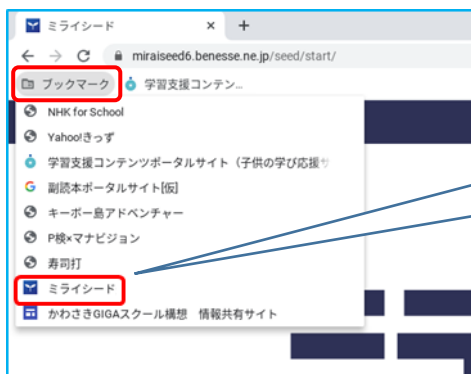 ミライシード
miraiseed6.benesse.ne.jp/seed/start/
ブックマーク 学習支援コンテン...
NHK for School
Yahoo!きっず
学習支援コンテンツポータルサイト（子供の学び応援サ
副読本ポータルサイト[仮]
キーボー島アドベンチャー
P検×マナビジョン
寿司打
ミライシード
かわさきGIGAスクール構想 情報共有サイト